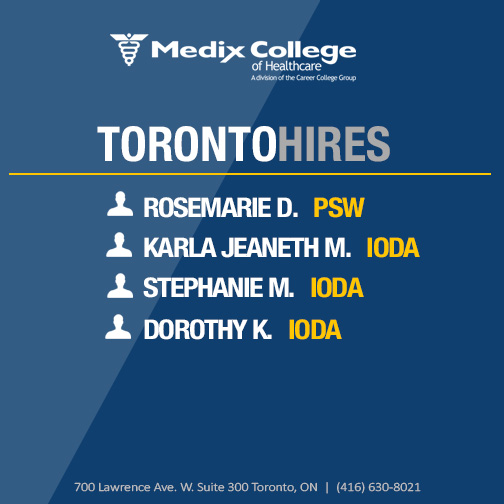 Medix College
of Healthcare
A division of the Career College Group
TORONTOHIRES
ROSEMARIE D. PSW
KARLA JEANETH M. IODA
STEPHANIE M. IODA
DOROTHY K. IODA
700 Lawrence Ave. W. Suite 300 Toronto, ON | (416) 630-8021